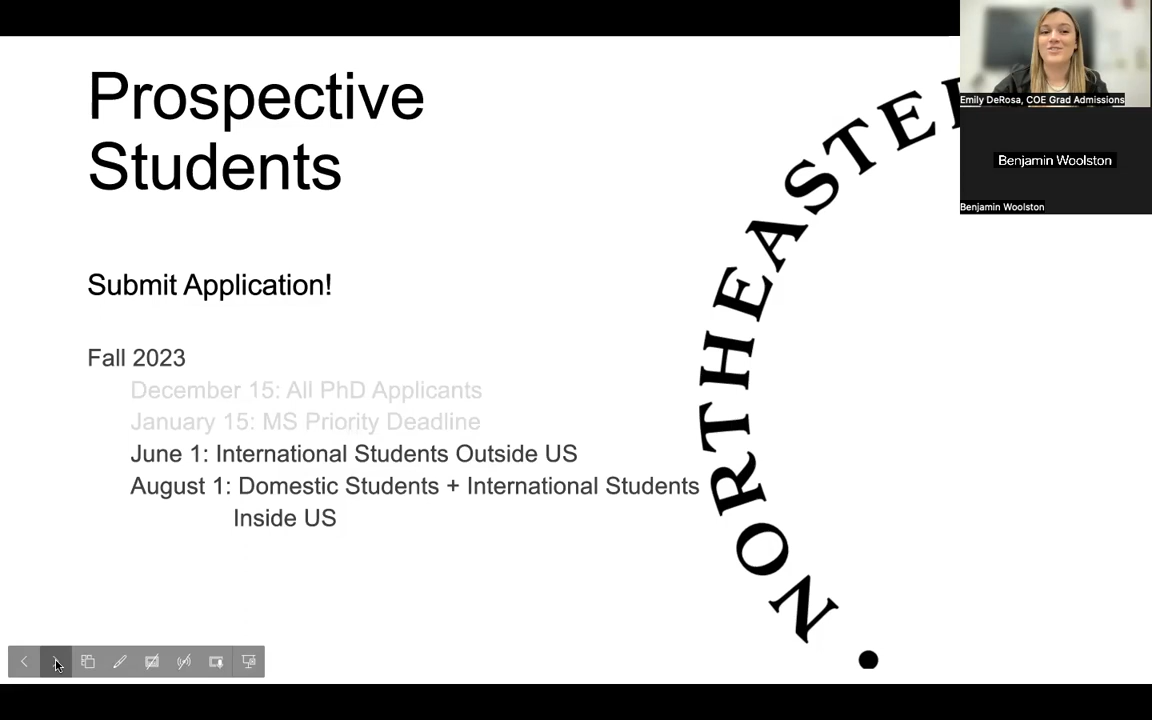 Prospective
Students
Submit Application!
Fall 2023
December 15: All PhD Applicants
January 15: MS Priority Deadline
June 1: International Students Outside US
August 1: Domestic Students + International Students
Inside US
NORTHEASTE
Emily DeRosa, COE Grad Admissions
Benjamin Woolston
Benjamin Woolston